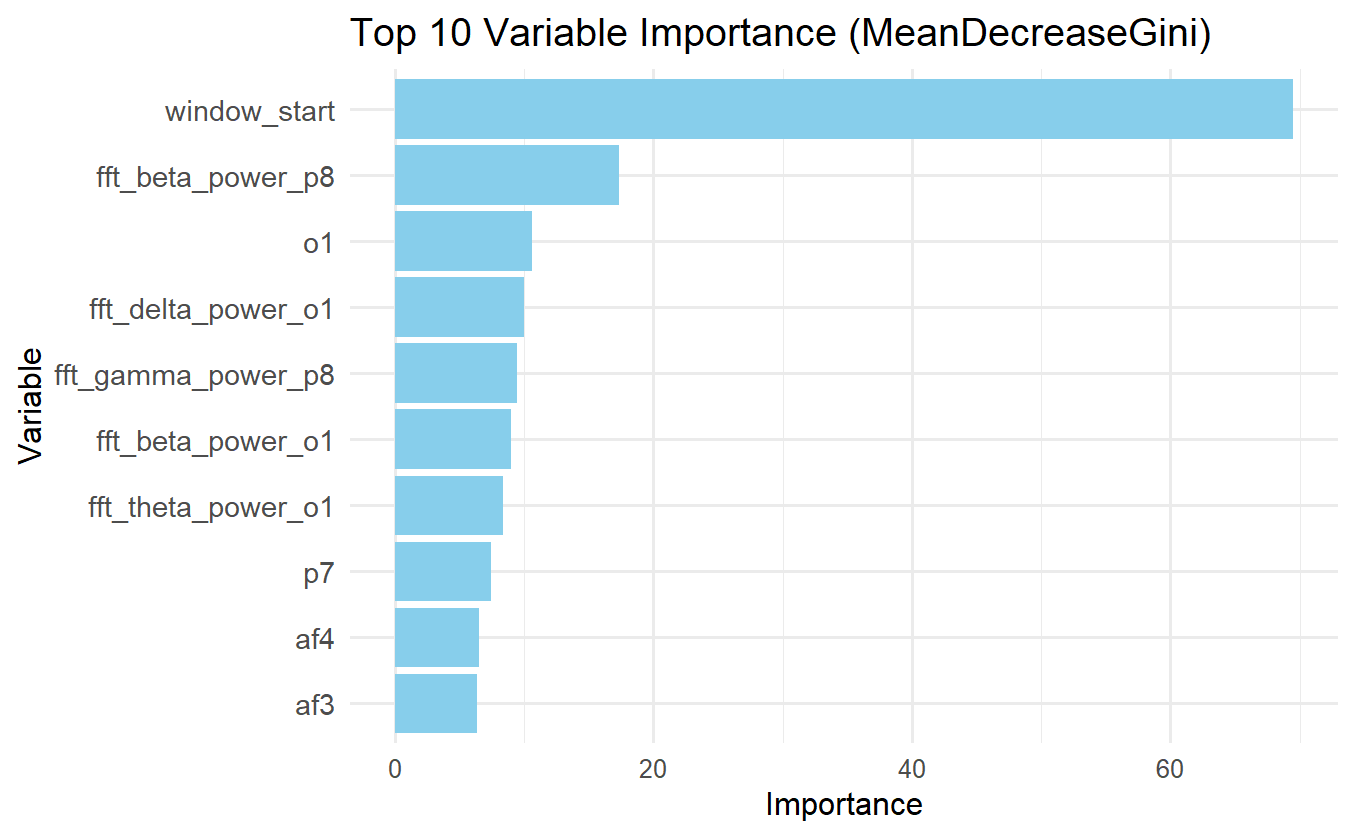 Top 10 Variable Importance (MeanDecreaseGini)
window_start
fft_beta_power_p8
o1
fft_delta_power_o1
fft_gamma_power_p8
fft_beta_power_o1
fft_theta_power_o1
p7
af4
af3
Variable
0 20 40 60
Importance